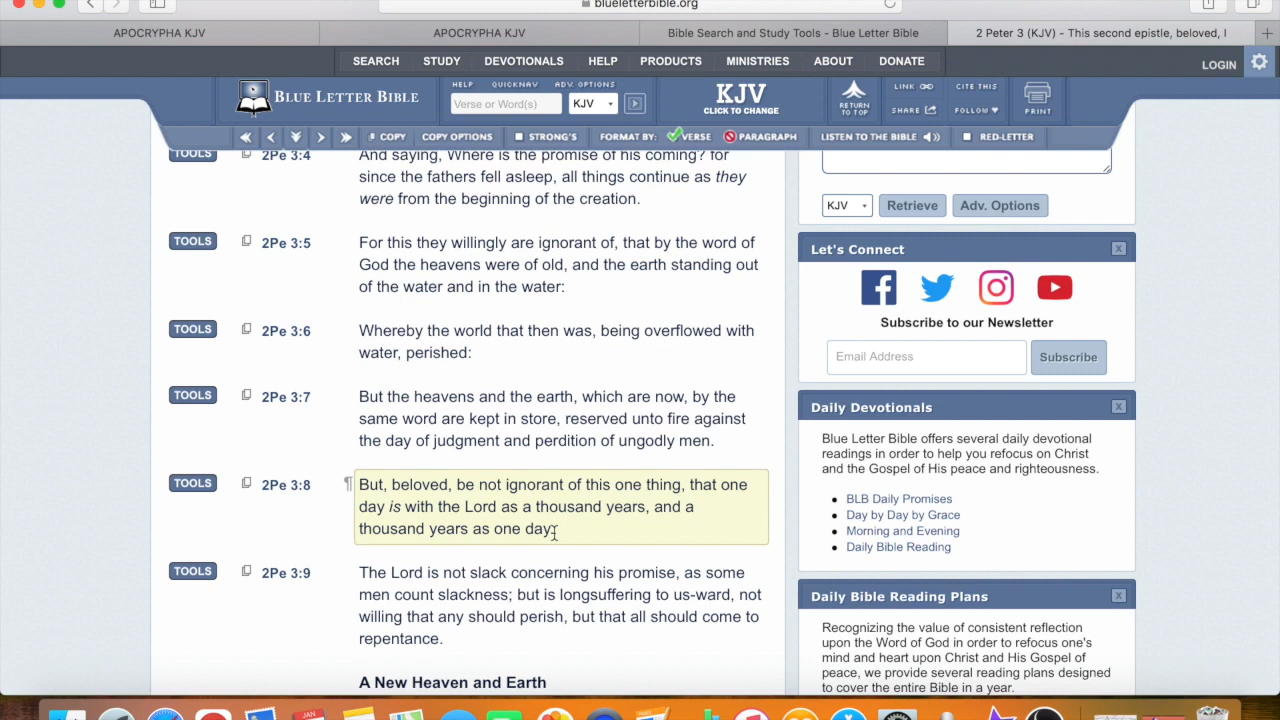 blueletterbible.org
APOCRYPHA KJV
APOCRYPHA KJV
Bible Search and Study Tools - Blue Letter Bible
2 Peter 3 (KJV) - This second epistle, beloved, I
SEARCH STUDY DEVOTIONALS HELP PRODUCTS MINISTRIES ABOUT DONATE
LOGIN
BLUE LETTER BIBLE
HELP QUICKNAV ADV. OPTIONS
Verse or Word(s) KJV
KJV
CLICK TO CHANGE
RETURN
TO TOP
LINK CITE THIS
SHARE FOLLOW
PRINT
COPY COPY OPTIONS STRONG'S FORMAT BY: VERSE PARAGRAPH LISTEN TO THE BIBLE RED-LETTER
TOOLS 2Pe 3:4 And saying, Where is the promise of his coming? for
since the fathers fell asleep, all things continue as they
were from the beginning of the creation.
TOOLS 2Pe 3:5 For this they willingly are ignorant of, that by the word of
God the heavens were of old, and the earth standing out
of the water and in the water:
TOOLS 2Pe 3:6 Whereby the world that then was, being overflowed with
water, perished:
TOOLS 2Pe 3:7 But the heavens and the earth, which are now, by the
same word are kept in store, reserved unto fire against
the day of judgment and perdition of ungodly men.
TOOLS 2Pe 3:8 ¶ But, beloved, be not ignorant of this one thing, that one
day is with the Lord as a thousand years, and a
thousand years as one day.
TOOLS 2Pe 3:9 The Lord is not slack concerning his promise, as some
men count slackness; but is longsuffering to us-ward, not
willing that any should perish, but that all should come to
repentance.
A New Heaven and Earth
KJV Retrieve Adv. Options
Let's Connect X
Subscribe to our Newsletter
Email Address Subscribe
Daily Devotionals X
Blue Letter Bible offers several daily devotional
readings in order to help you refocus on Christ
and the Gospel of His peace and righteousness.
BLB Daily Promises
Day by Day by Grace
Morning and Evening
Daily Bible Reading
Daily Bible Reading Plans X
Recognizing the value of consistent reflection
upon the Word of God in order to refocus one's
mind and heart upon Christ and His Gospel of
peace, we provide several reading plans designed
to cover the entire Bible in a year.
JAN